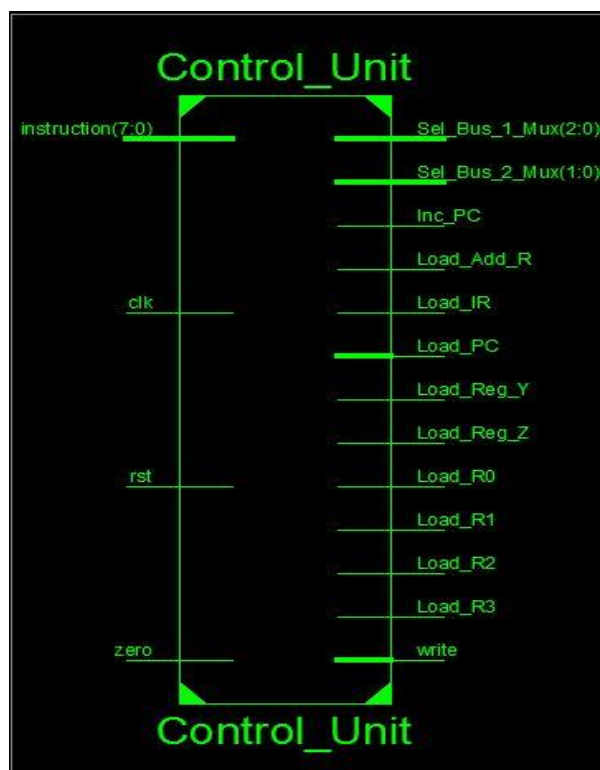 Control_Unit
instruction(7:0)
Sel_Bus_1_Mux(2:0)
Sel_Bus_2_Mux(1:0)
Inc_PC
Load_Add_R
clk
Load_IR
Load_PC
Load_Reg_Y
Load_Reg_Z
rst
Load_R0
Load_R1
Load_R2
Load_R3
zero
write
Control_Unit